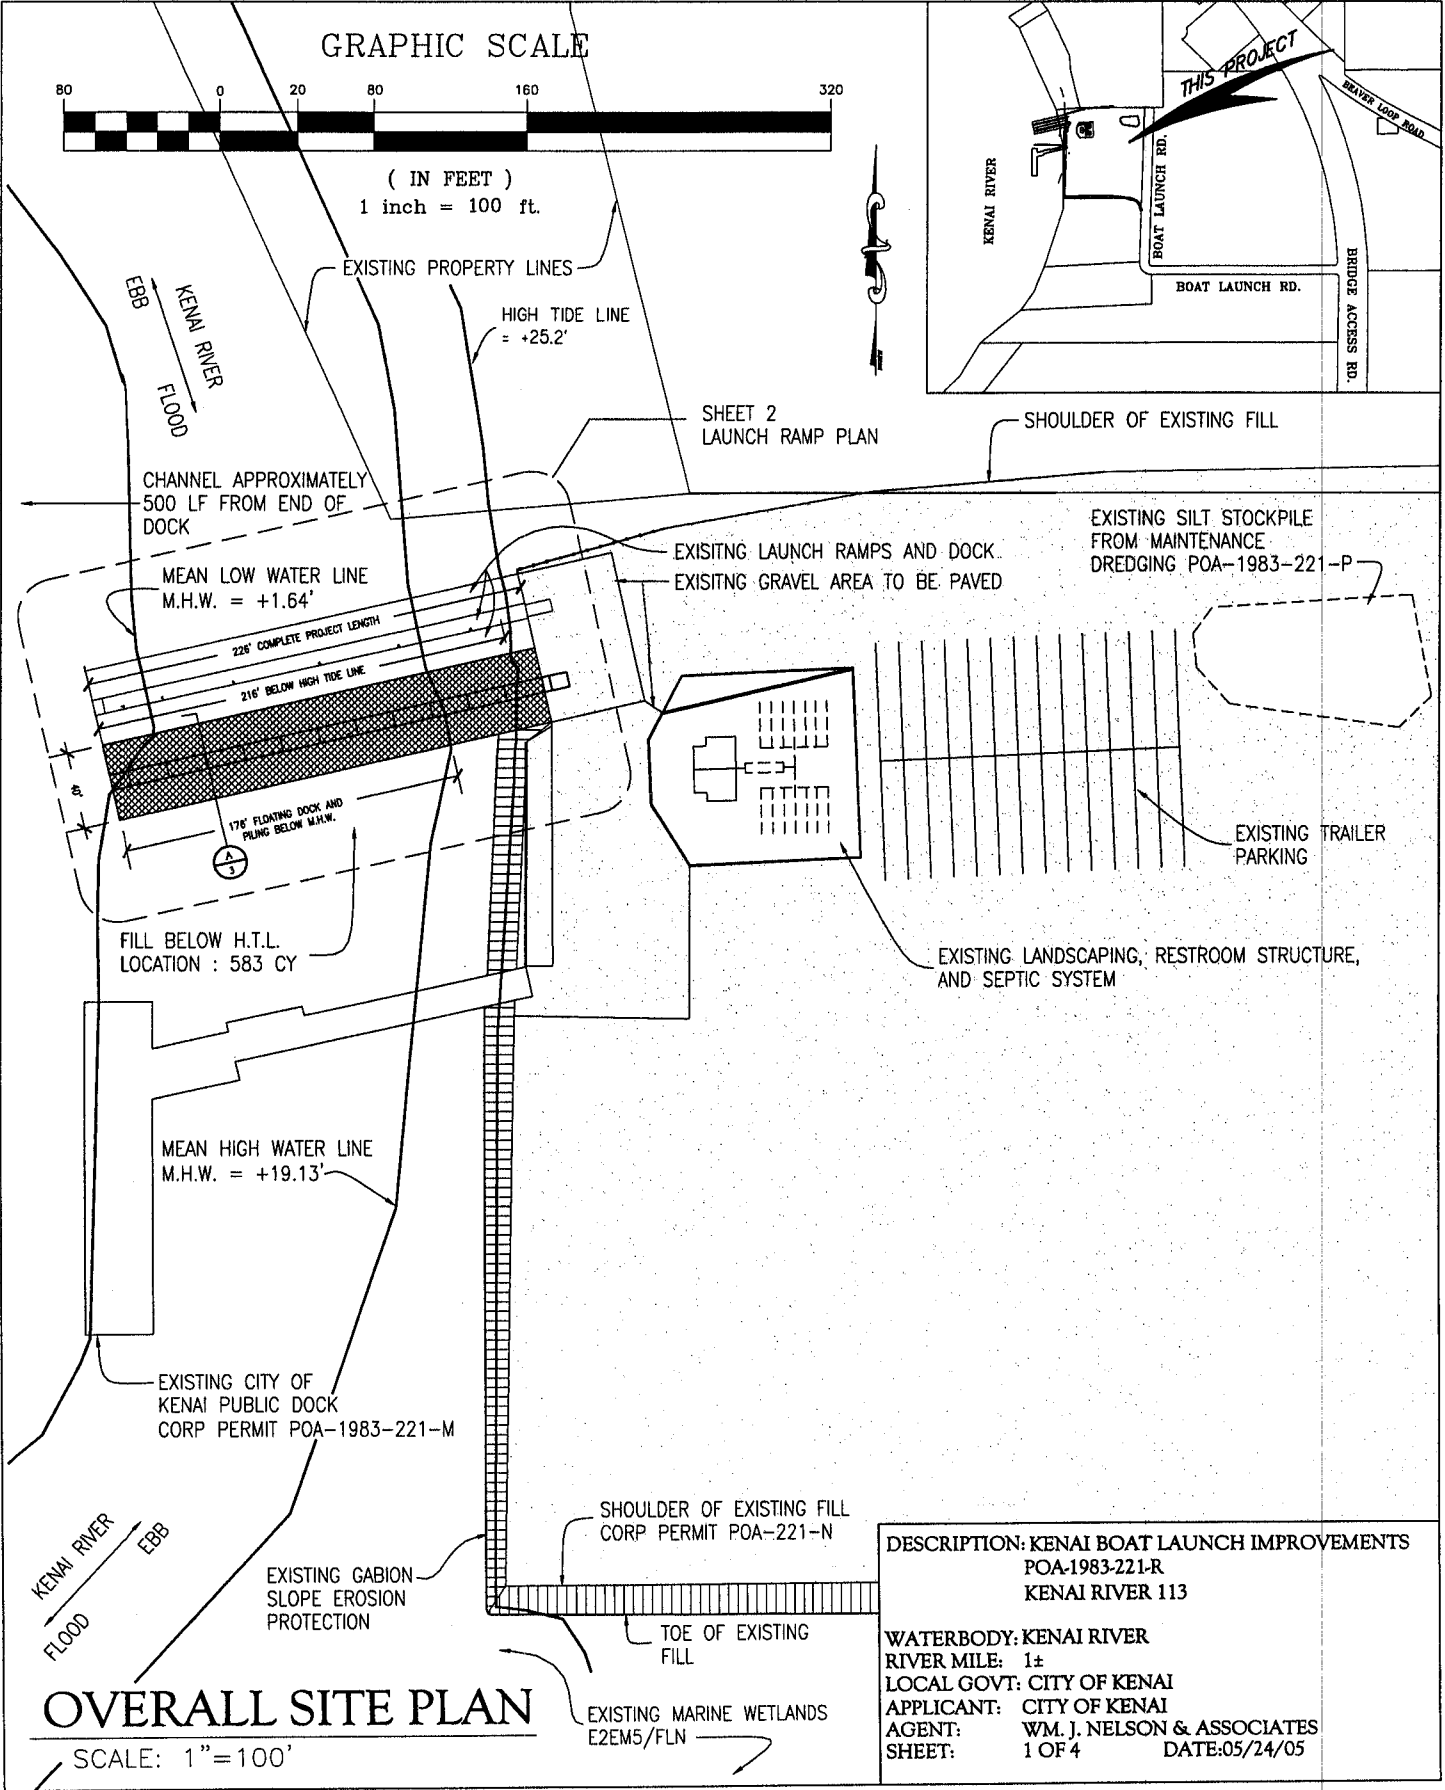 GRAPHIC SCALE
80 0 20 80 160 320
( IN FEET )
1 inch = 100 ft.
THIS PROJECT
BEAVER LOOP ROAD
KENAI RIVER
BOAT LAUNCH RD.
BOAT LAUNCH RD.
BRIDGE ACCESS RD.
EXISTING PROPERTY LINES
EBB
KENAI RIVER
FLOOD
HIGH TIDE LINE
= +25.2'
SHEET 2
LAUNCH RAMP PLAN
SHOULDER OF EXISTING FILL
CHANNEL APPROXIMATELY
500 LF FROM END OF
DOCK
EXISTING SILT STOCKPILE
FROM MAINTENANCE
DREDGING POA-1983-221-P
EXISITNG LAUNCH RAMPS AND DOCK
EXISITNG GRAVEL AREA TO BE PAVED
MEAN LOW WATER LINE
M.H.W. = +1.64'
226' COMPLETE PROJECT LENGTH
216' BELOW HIGH TIDE LINE
176' FLOATING DOCK AND
PILING BELOW M.H.W.
A
3
EXISTING TRAILER
PARKING
FILL BELOW H.T.L.
LOCATION : 583 CY
EXISTING LANDSCAPING, RESTROOM STRUCTURE,
AND SEPTIC SYSTEM
MEAN HIGH WATER LINE
M.H.W. = +19.13'
EXISTING CITY OF
KENAI PUBLIC DOCK
CORP PERMIT POA-1983-221-M
KENAI RIVER
EBB
FLOOD
SHOULDER OF EXISTING FILL
CORP PERMIT POA-221-N
EXISTING GABION
SLOPE EROSION
PROTECTION
TOE OF EXISTING
FILL
EXISTING MARINE WETLANDS
E2EM5/FLN
OVERALL SITE PLAN
SCALE: 1"=100'
DESCRIPTION: KENAI BOAT LAUNCH IMPROVEMENTS
POA-1983-221-R
KENAI RIVER 113
WATERBODY: KENAI RIVER
RIVER MILE: 1±
LOCAL GOVT: CITY OF KENAI
APPLICANT: CITY OF KENAI
AGENT: WM. J. NELSON & ASSOCIATES
SHEET: 1 OF 4 DATE:05/24/05